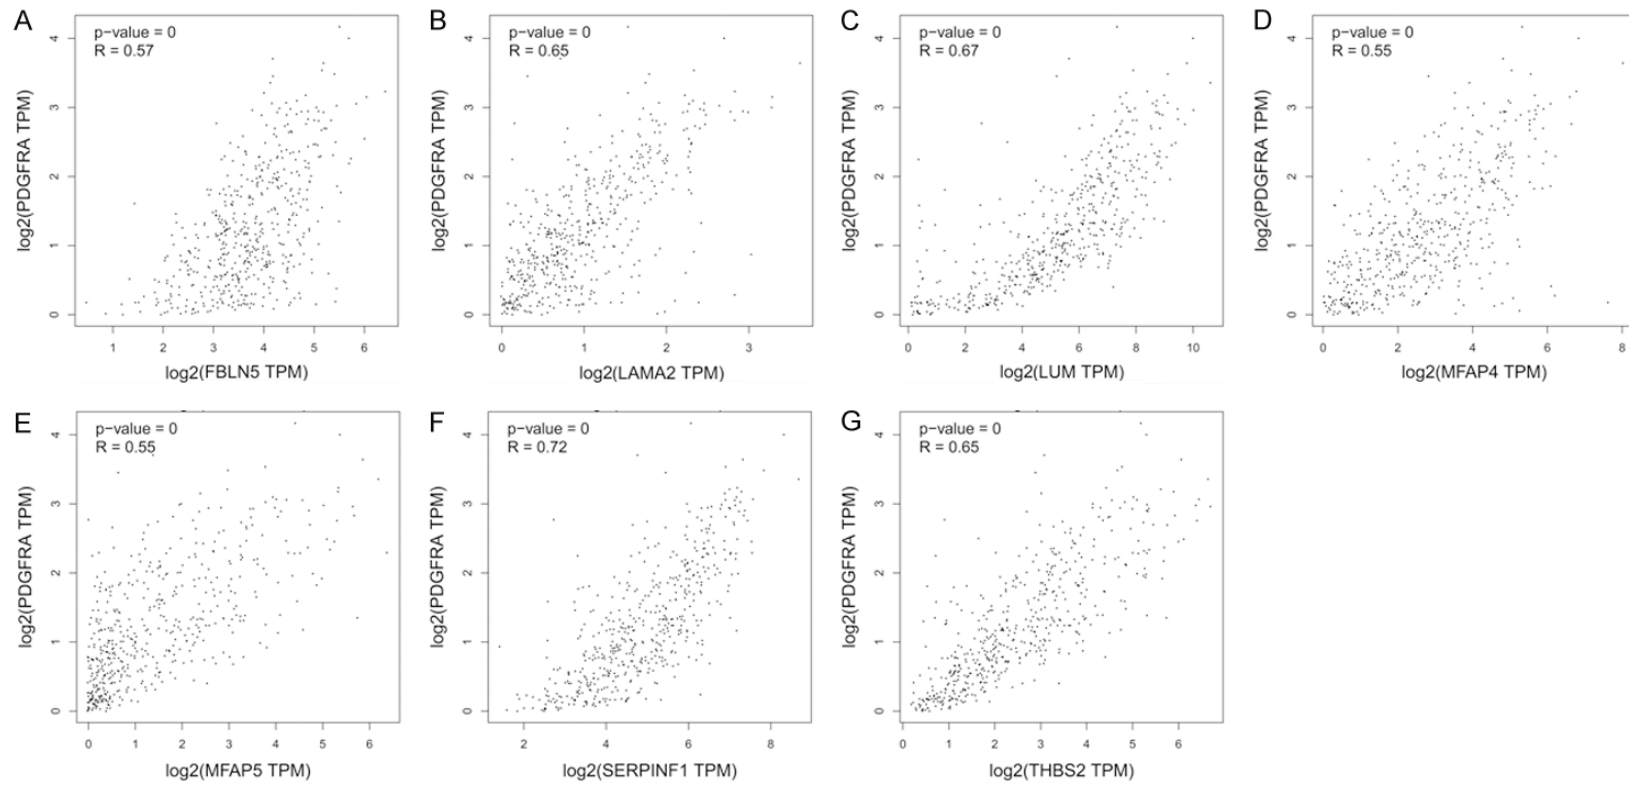 A
p-value = 0
R = 0.57
log2(PDGFRA TPM)
4
3
2
1
0
1 2 3 4 5 6
log2(FBLN5 TPM)
B
p-value = 0
R = 0.65
log2(PDGFRA TPM)
4
3
2
1
0
0 1 2 3
log2(LAMA2 TPM)
C
p-value = 0
R = 0.67
log2(PDGFRA TPM)
4
3
2
1
0
0 2 4 6 8 10
log2(LUM TPM)
D
p-value = 0
R = 0.55
log2(PDGFRA TPM)
4
3
2
1
0
0 2 4 6 8
log2(MFAP4 TPM)
E
p-value = 0
R = 0.55
log2(PDGFRA TPM)
4
3
2
1
0
0 1 2 3 4 5 6
log2(MFAP5 TPM)
F
p-value = 0
R = 0.72
log2(PDGFRA TPM)
4
3
2
1
0
2 4 6 8
log2(SERPINF1 TPM)
G
p-value = 0
R = 0.65
log2(PDGFRA TPM)
4
3
2
1
0
0 1 2 3 4 5 6
log2(THBS2 TPM)